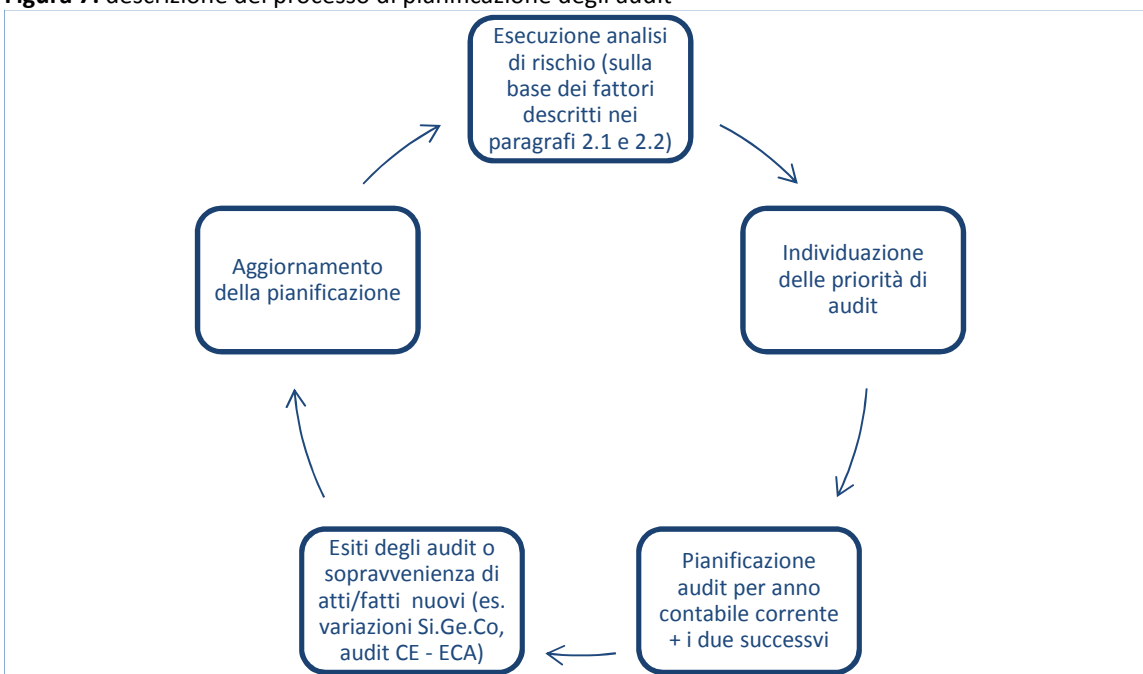 Figura 7: descrizione del processo di pianificazione degli audit
Esecuzione analisi
di rischio (sulla
base dei fattori
descritti nei
paragrafi 2.1 e 2.2)
Individuazione
delle priorità di
audit
Pianificazione
audit per anno
contabile corrente
+ i due successvi
Esiti degli audit o
sopravvenienza di
atti/fatti nuovi (es.
variazioni Si.Ge.Co,
audit CE - ECA)
Aggiornamento
della pianificazione